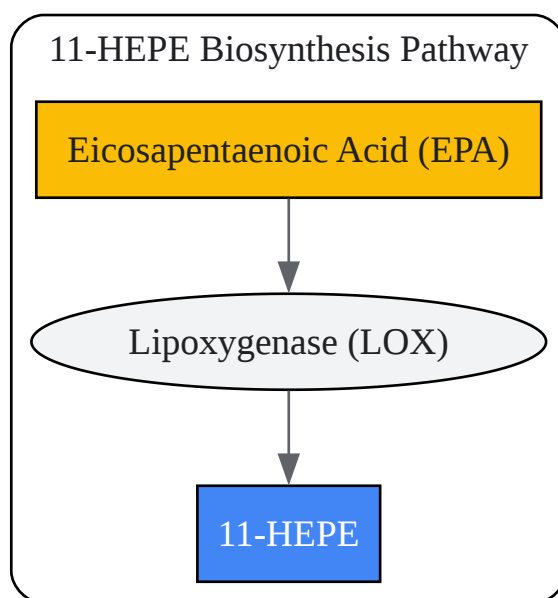 11-HEPE Biosynthesis Pathway
Eicosapentaenoic Acid (EPA)
Lipoxygenase (LOX)
11-HEPE